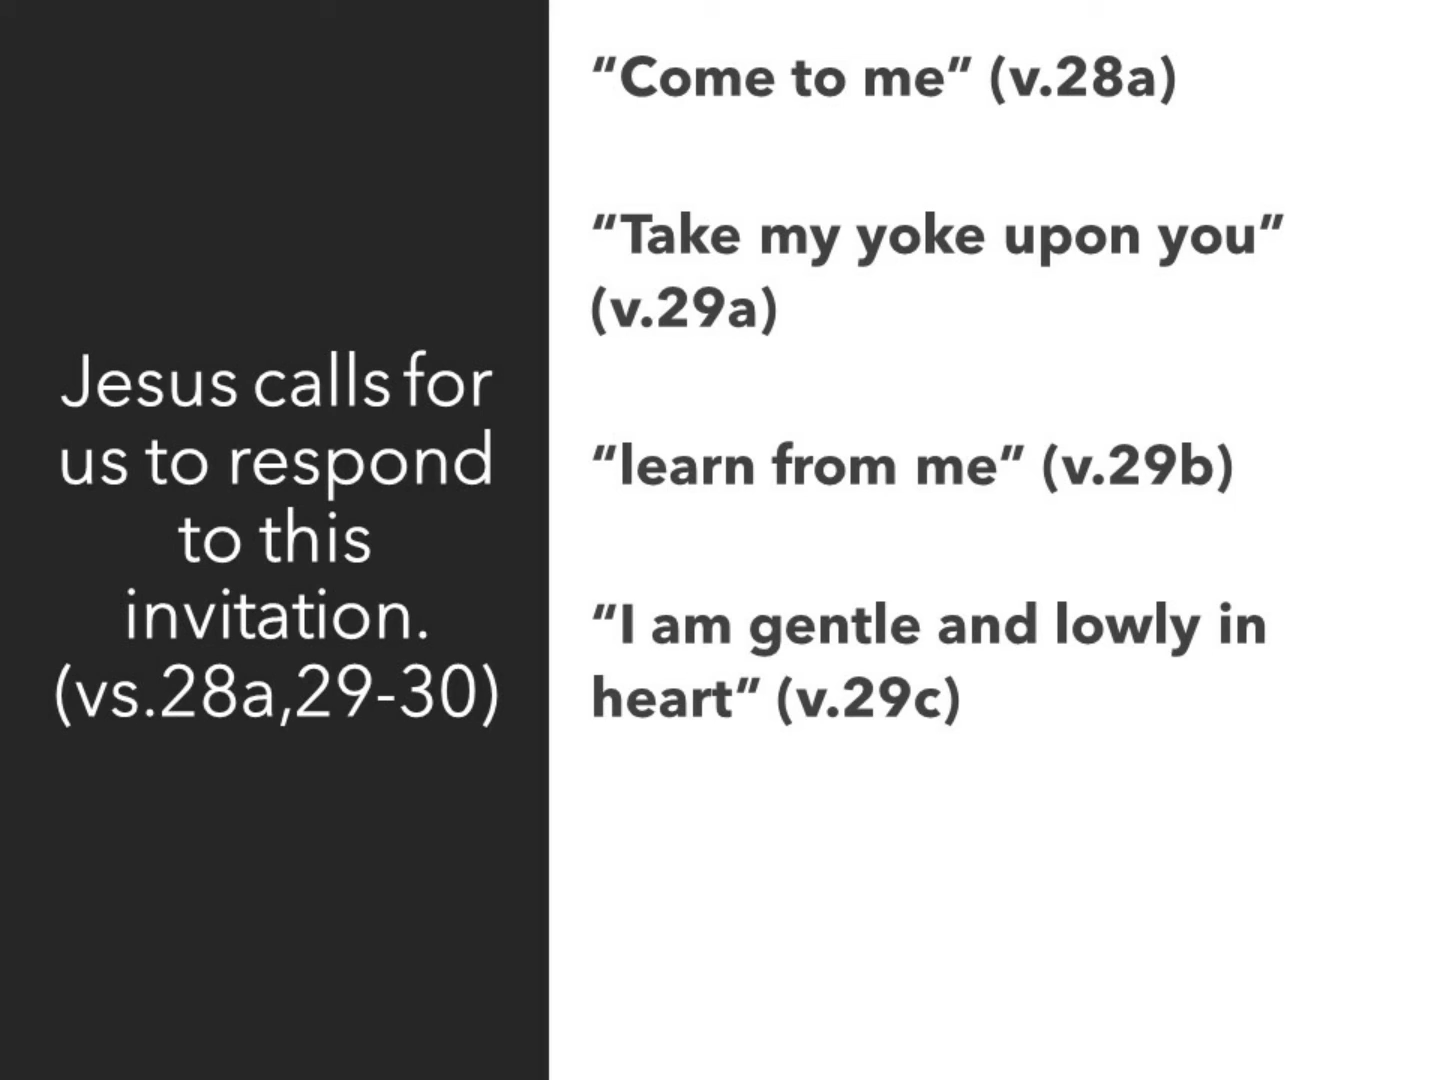 Jesus calls for
us to respond
to this
invitation.
(vs.28a,29-30)
“Come to me” (v.28a)
“Take my yoke upon you”
(v.29a)
“learn from me” (v.29b)
“I am gentle and lowly in
heart” (v.29c)